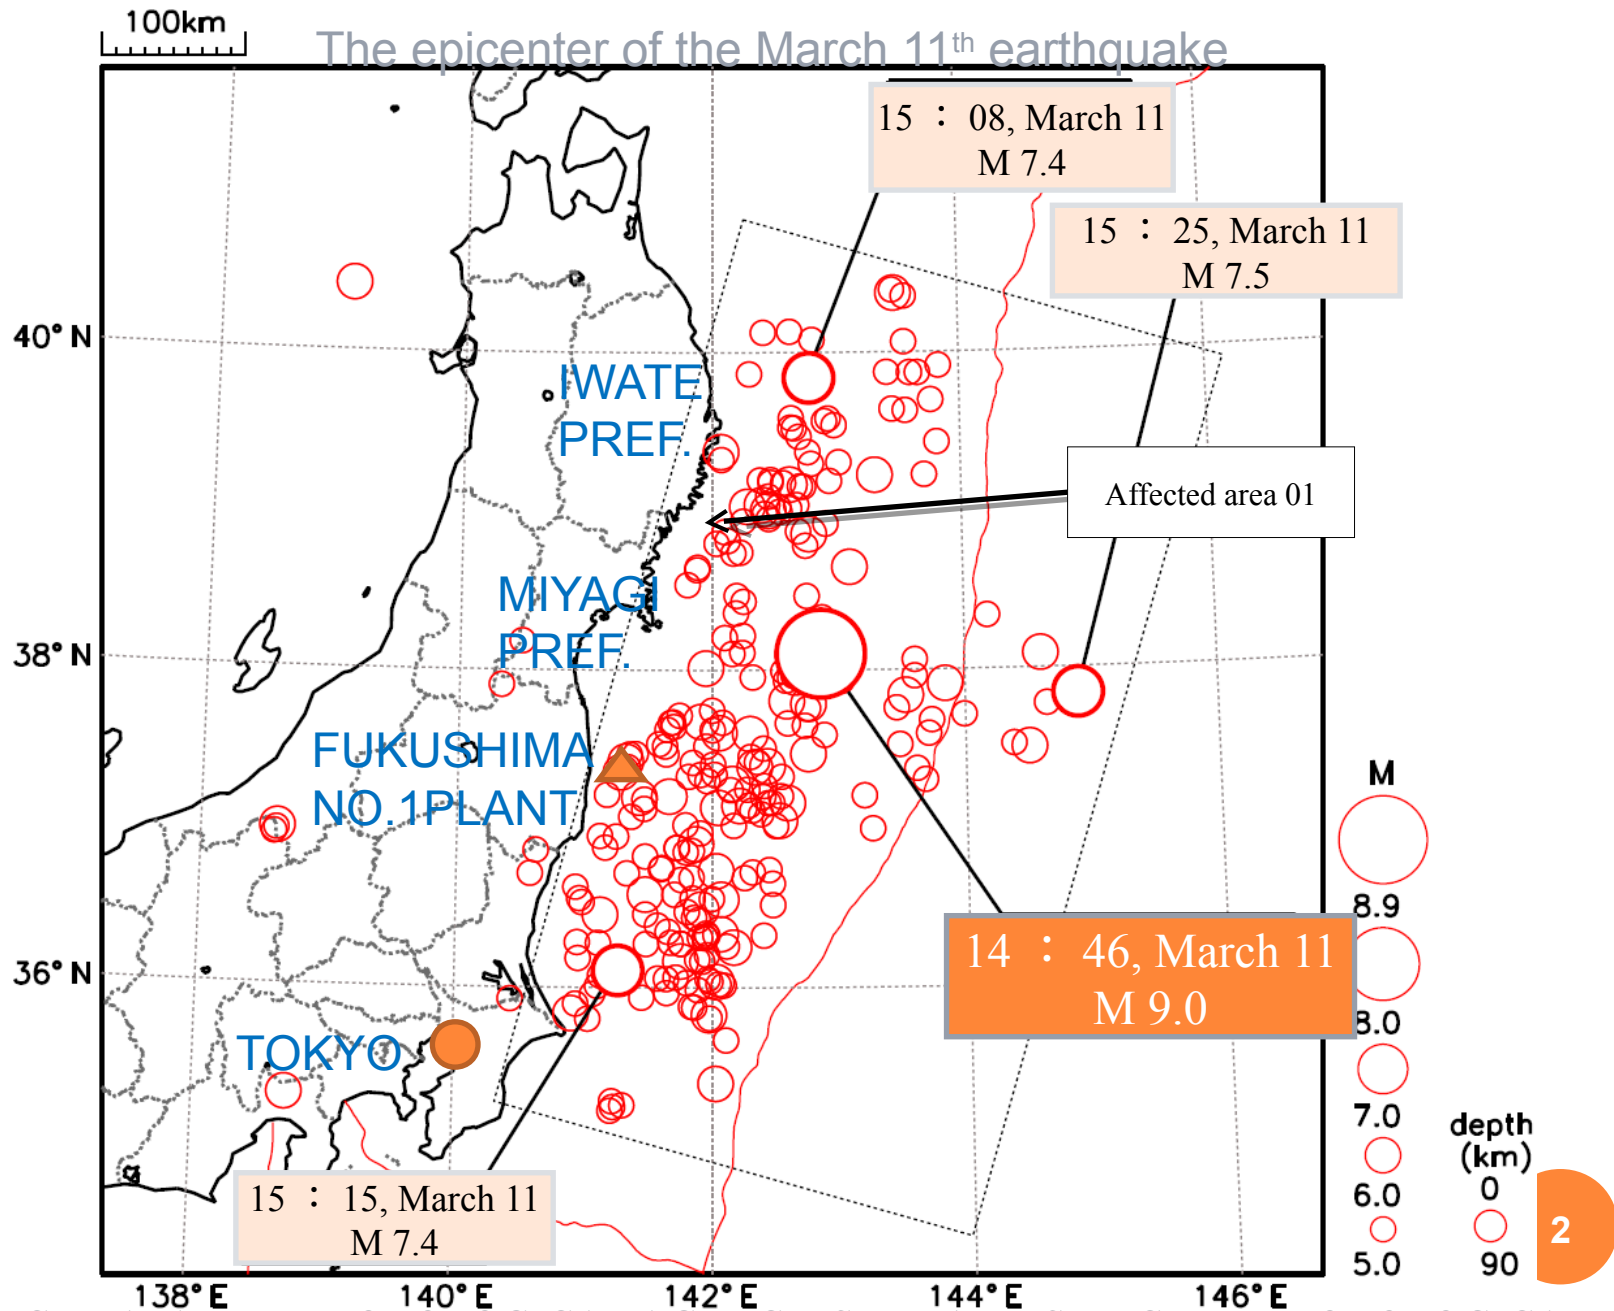 100km
The epicenter of the March 11th earthquake
15 : 08, March 11
M 7.4
15 : 25, March 11
M 7.5
40°N
IWATE
PREF.
Affected area 01
MIYAGI
PREF.
38°N
FUKUSHIMA
NO.1PLANT
M
8.9
14 : 46, March 11
M 9.0
36°N
8.0
TOKYO
7.0
depth
(km)
15 : 15, March 11
M 7.4
6.0
0
2
5.0
90
138°E
140°E
142°E
144°E
146°E